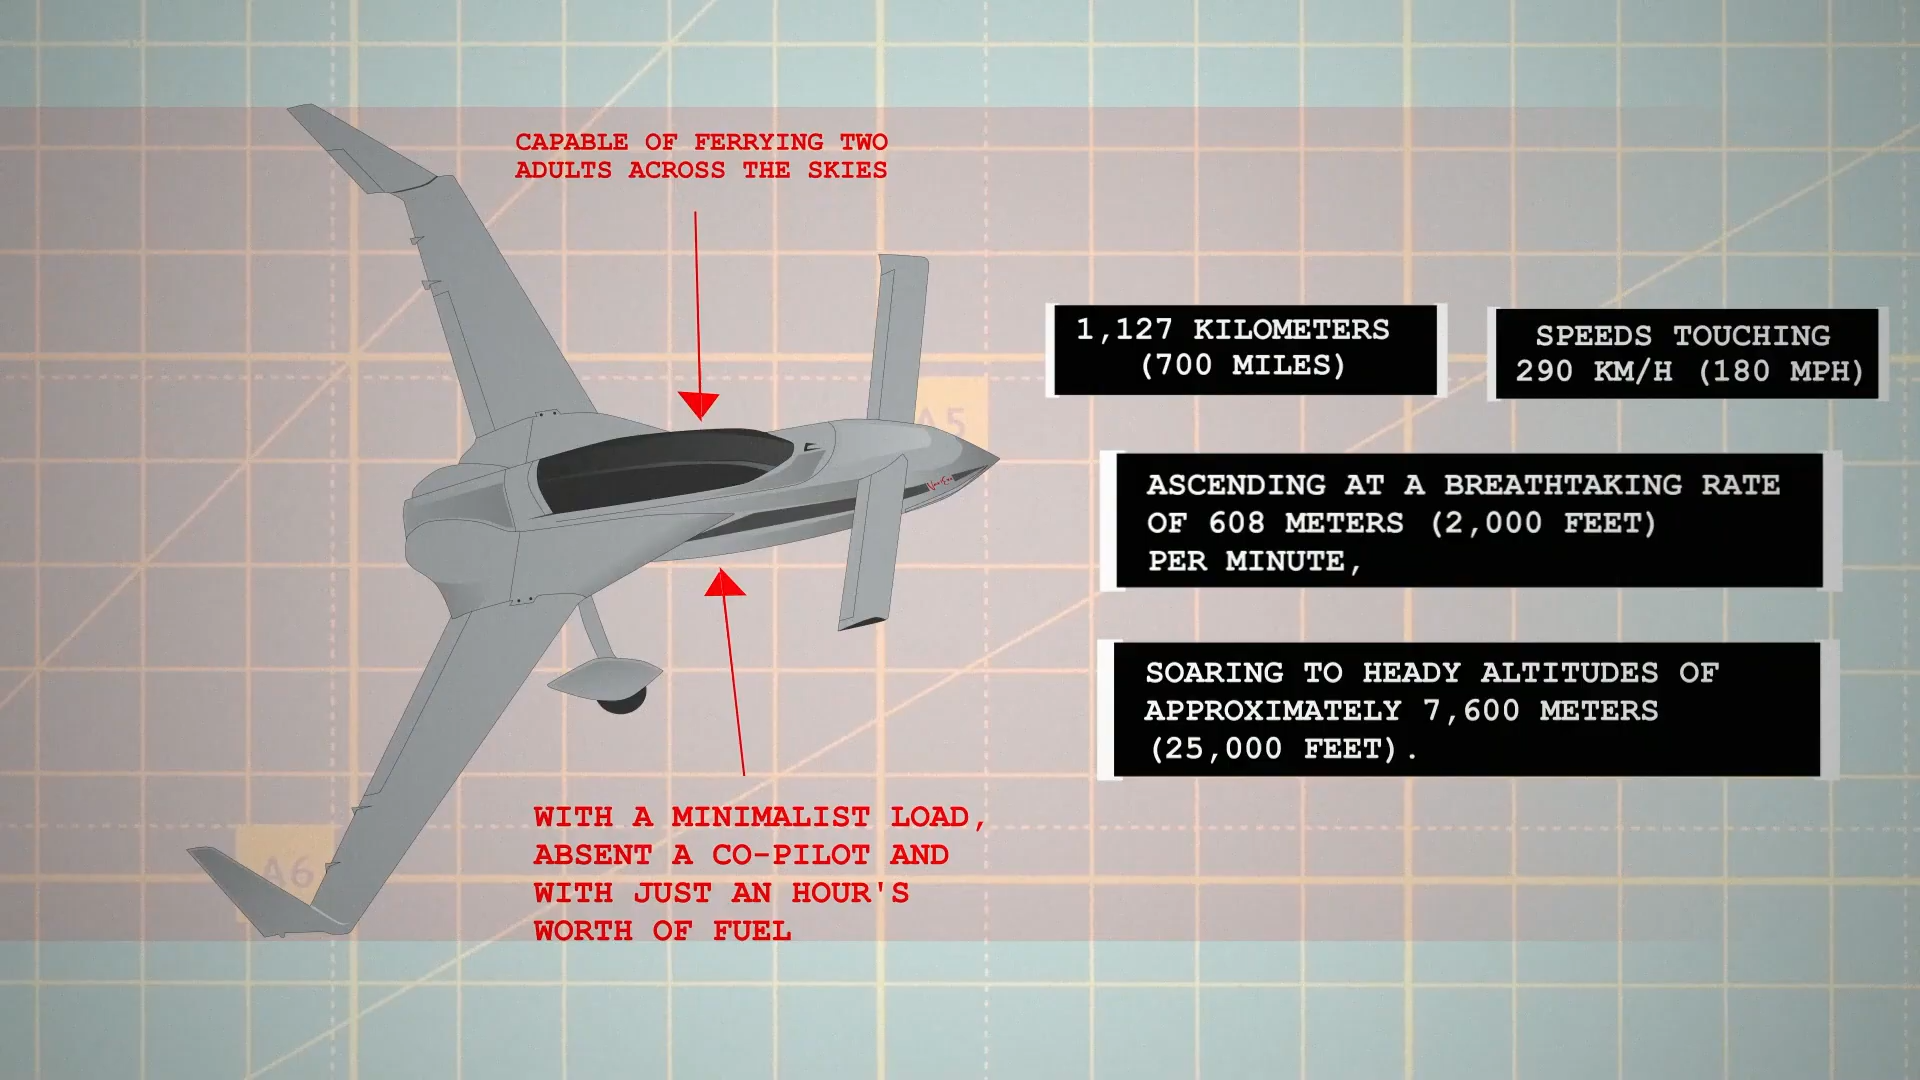 CAPABLE OF FERRYING TWO
ADULTS ACROSS THE SKIES
1,127 KILOMETERS
(700 MILES)
SPEEDS TOUCHING
290 KM/H (180 MPH)
A5
ASCENDING AT A BREATHTAKING RATE
OF 608 METERS (2,000 FEET)
PER MINUTE,
SOARING TO HEADY ALTITUDES OF
APPROXIMATELY 7,600 METERS
(25,000 FEET).
WITH A MINIMALIST LOAD,
ABSENT A CO-PILOT AND
WITH JUST AN HOUR'S
WORTH OF FUEL
A6